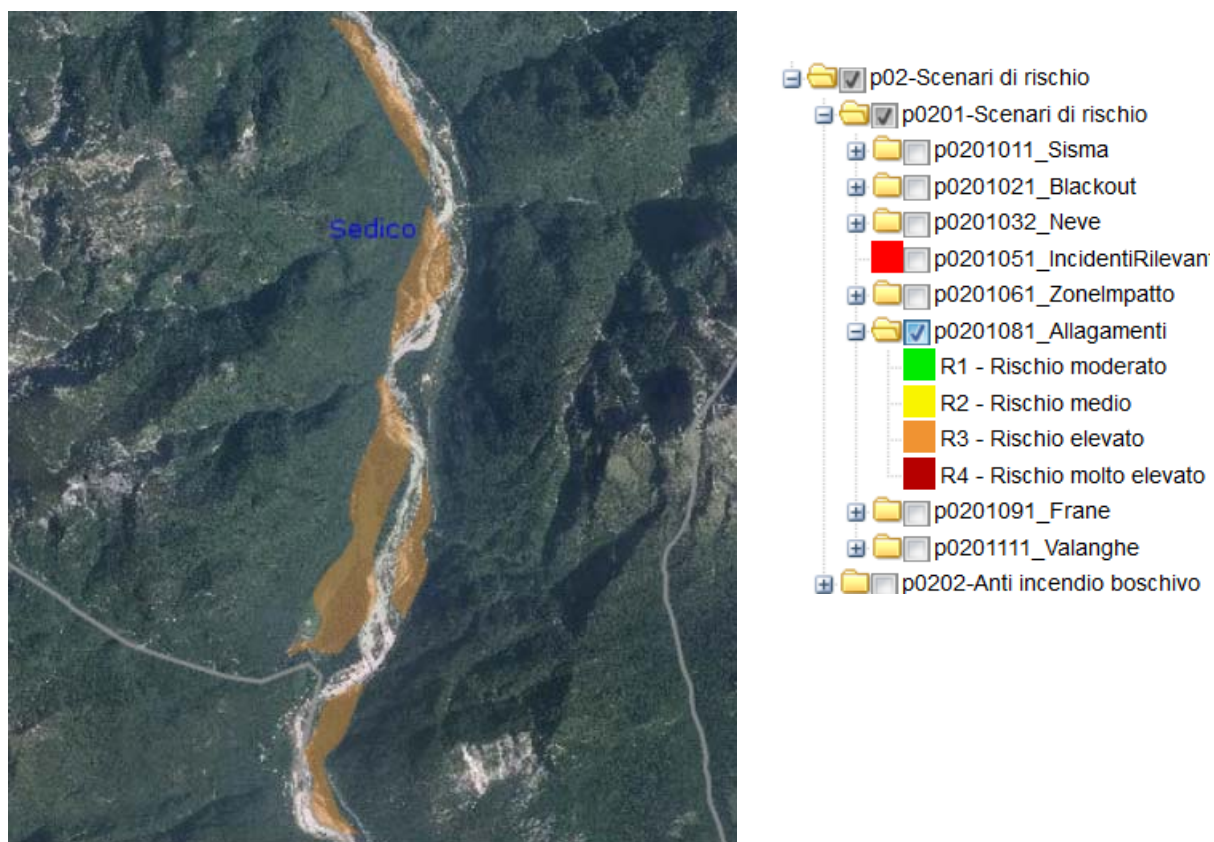 Sedico
p02-Scenari di rischio
p0201-Scenari di rischio
p0201011_Sisma
p0201021_Blackout
p0201032_Neve
p0201051_IncidentiRilevan
p0201061_ZoneImpatto
p0201081_Allagamenti
R1 - Rischio moderato
R2 - Rischio medio
R3 - Rischio elevato
R4 - Rischio molto elevato
p0201091_Frane
p0201111_Valanghe
p0202-Anti incendio boschivo